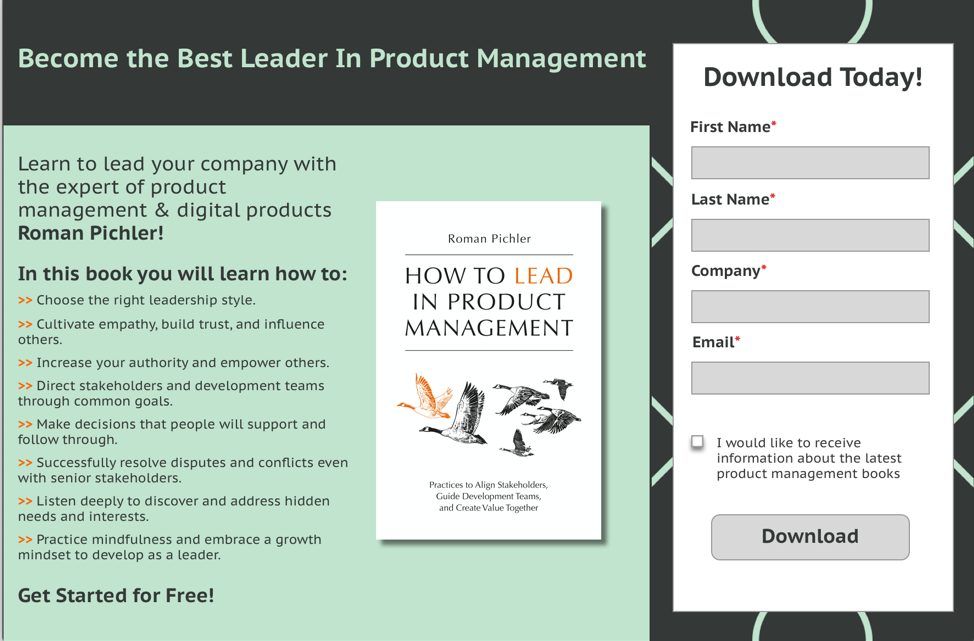 Become the Best Leader In Product Management
Learn to lead your company with
the expert of product
management & digital products
Roman Pichler!
In this book you will learn how to:
>> Choose the right leadership style.
>> Cultivate empathy, build trust, and influence
others.
>> Increase your authority and empower others.
>> Direct stakeholders and development teams
through common goals.
>> Make decisions that people will support and
follow through.
>> Successfully resolve disputes and conflicts even
with senior stakeholders.
>> Listen deeply to discover and address hidden
needs and interests.
>> Practice mindfulness and embrace a growth
mindset to develop as a leader.
Get Started for Free!
Roman Pichler
HOW TO LEAD
IN PRODUCT
MANAGEMENT
Practices to Align Stakeholders,
Guide Development Teams,
and Create Value Together
Download Today!
First Name*
Last Name*
Company*
Email*
I would like to receive
information about the latest
product management books
Download